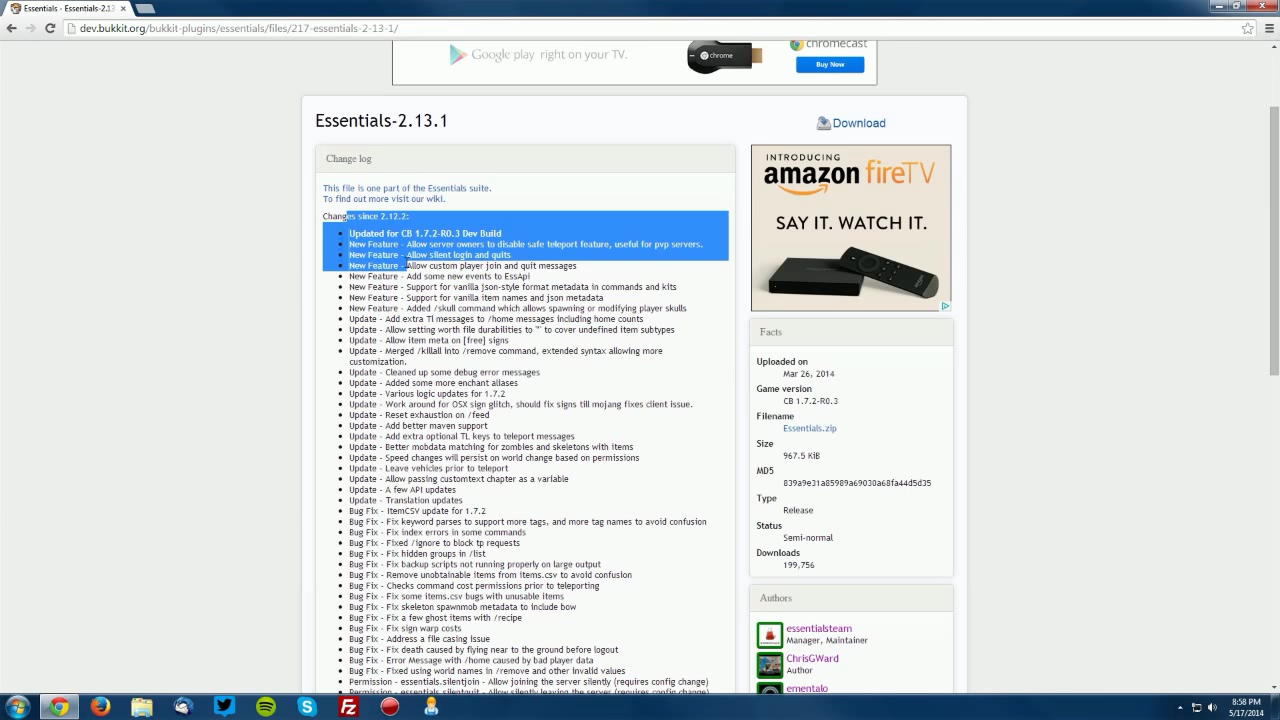 Essentials - Essentials 2.13
dev.bukkit.org/bukkit-plugins/essentials/files/217-essentials-2-13-1/
Google play right on your TV.
chrome
chromecast
Buy Now
Essentials-2.13.1
Download
Change log
This file is one part of the Essentials suite.
To find out more visit our wiki.
Changes since 2.12.2:
Updated for CB 1.7.2-R0.3 Dev Build
New Feature - Allow server owners to disable safe teleport feature, useful for pvp servers.
New Feature - Allow silent login and quits
New Feature - Allow custom player join and quit messages
New Feature - Add some new events to EssApi
New Feature - Support for vanilla json-style format metadata in commands and kits
New Feature - Support for vanilla item names and json metadata
New Feature - Added /skull command which allows spawning or modifying player skulls
Update - Add extra Tl messages to /home messages including home counts
Update - Allow setting worth file durabilities to '*' to cover undefined item subtypes
Update - Allow item meta on [free] signs
Update - Merged /killall into /remove command, extended syntax allowing more
customization.
Update - Cleaned up some debug error messages
Update - Added some more enchant aliases
Update - Various logic updates for 1.7.2
Update - Work around for OSX sign glitch, should fix signs till mojang fixes client issue.
Update - Reset exhaustion on /feed
Update - Add better maven support
Update - Add extra optional TL keys to teleport messages
Update - Better mobdata matching for zombies and skeletons with items
Update - Speed changes will persist on world change based on permissions
Update - Leave vehicles prior to teleport
Update - Allow passing customtext chapter as a variable
Update - A few API updates
Update - Translation updates
Bug Fix - ItemCSV update for 1.7.2
Bug Fix - Fix keyword parses to support more tags, and more tag names to avoid confusion
Bug Fix - Fix index errors in some commands
Bug Fix - Fixed /ignore to block tp requests
Bug Fix - Fix hidden groups in /list
Bug Fix - Fix backup scripts not running properly on large output
Bug Fix - Remove unobtainable items from items.csv to avoid confusion
Bug Fix - Checks command cost permissions prior to teleporting
Bug Fix - Fix some items.csv bugs with unusable items
Bug Fix - Fix skeleton spawnmob metadata to include bow
Bug Fix - Fix a few ghost items with /recipe
Bug Fix - Fix sign warp costs
Bug Fix - Address a file casing issue
Bug Fix - Fix death caused by flying near to the ground before logout
Bug Fix - Error Message with /home caused by bad player data
Bug Fix - Fixed using world names in /remove and other invalid values
Permission - essentials.silentjoin - Allow joining the server silently (requires config change)
Permission - essentials.silentquit - Allow silently leaving the server (requires config change)
INTRODUCING
amazon fireTV
SAY IT. WATCH IT.
Facts
Uploaded on
Mar 26, 2014
Game version
CB 1.7.2-R0.3
Filename
Essentials.zip
Size
967.5 KiB
MD5
839a9e31a85989a69030a68fa44d5d35
Type
Release
Status
Semi-normal
Downloads
199,756
Authors
essentialsteam
Manager, Maintainer
ChrisGWard
Author
ementalo
8:58 PM
5/17/2014